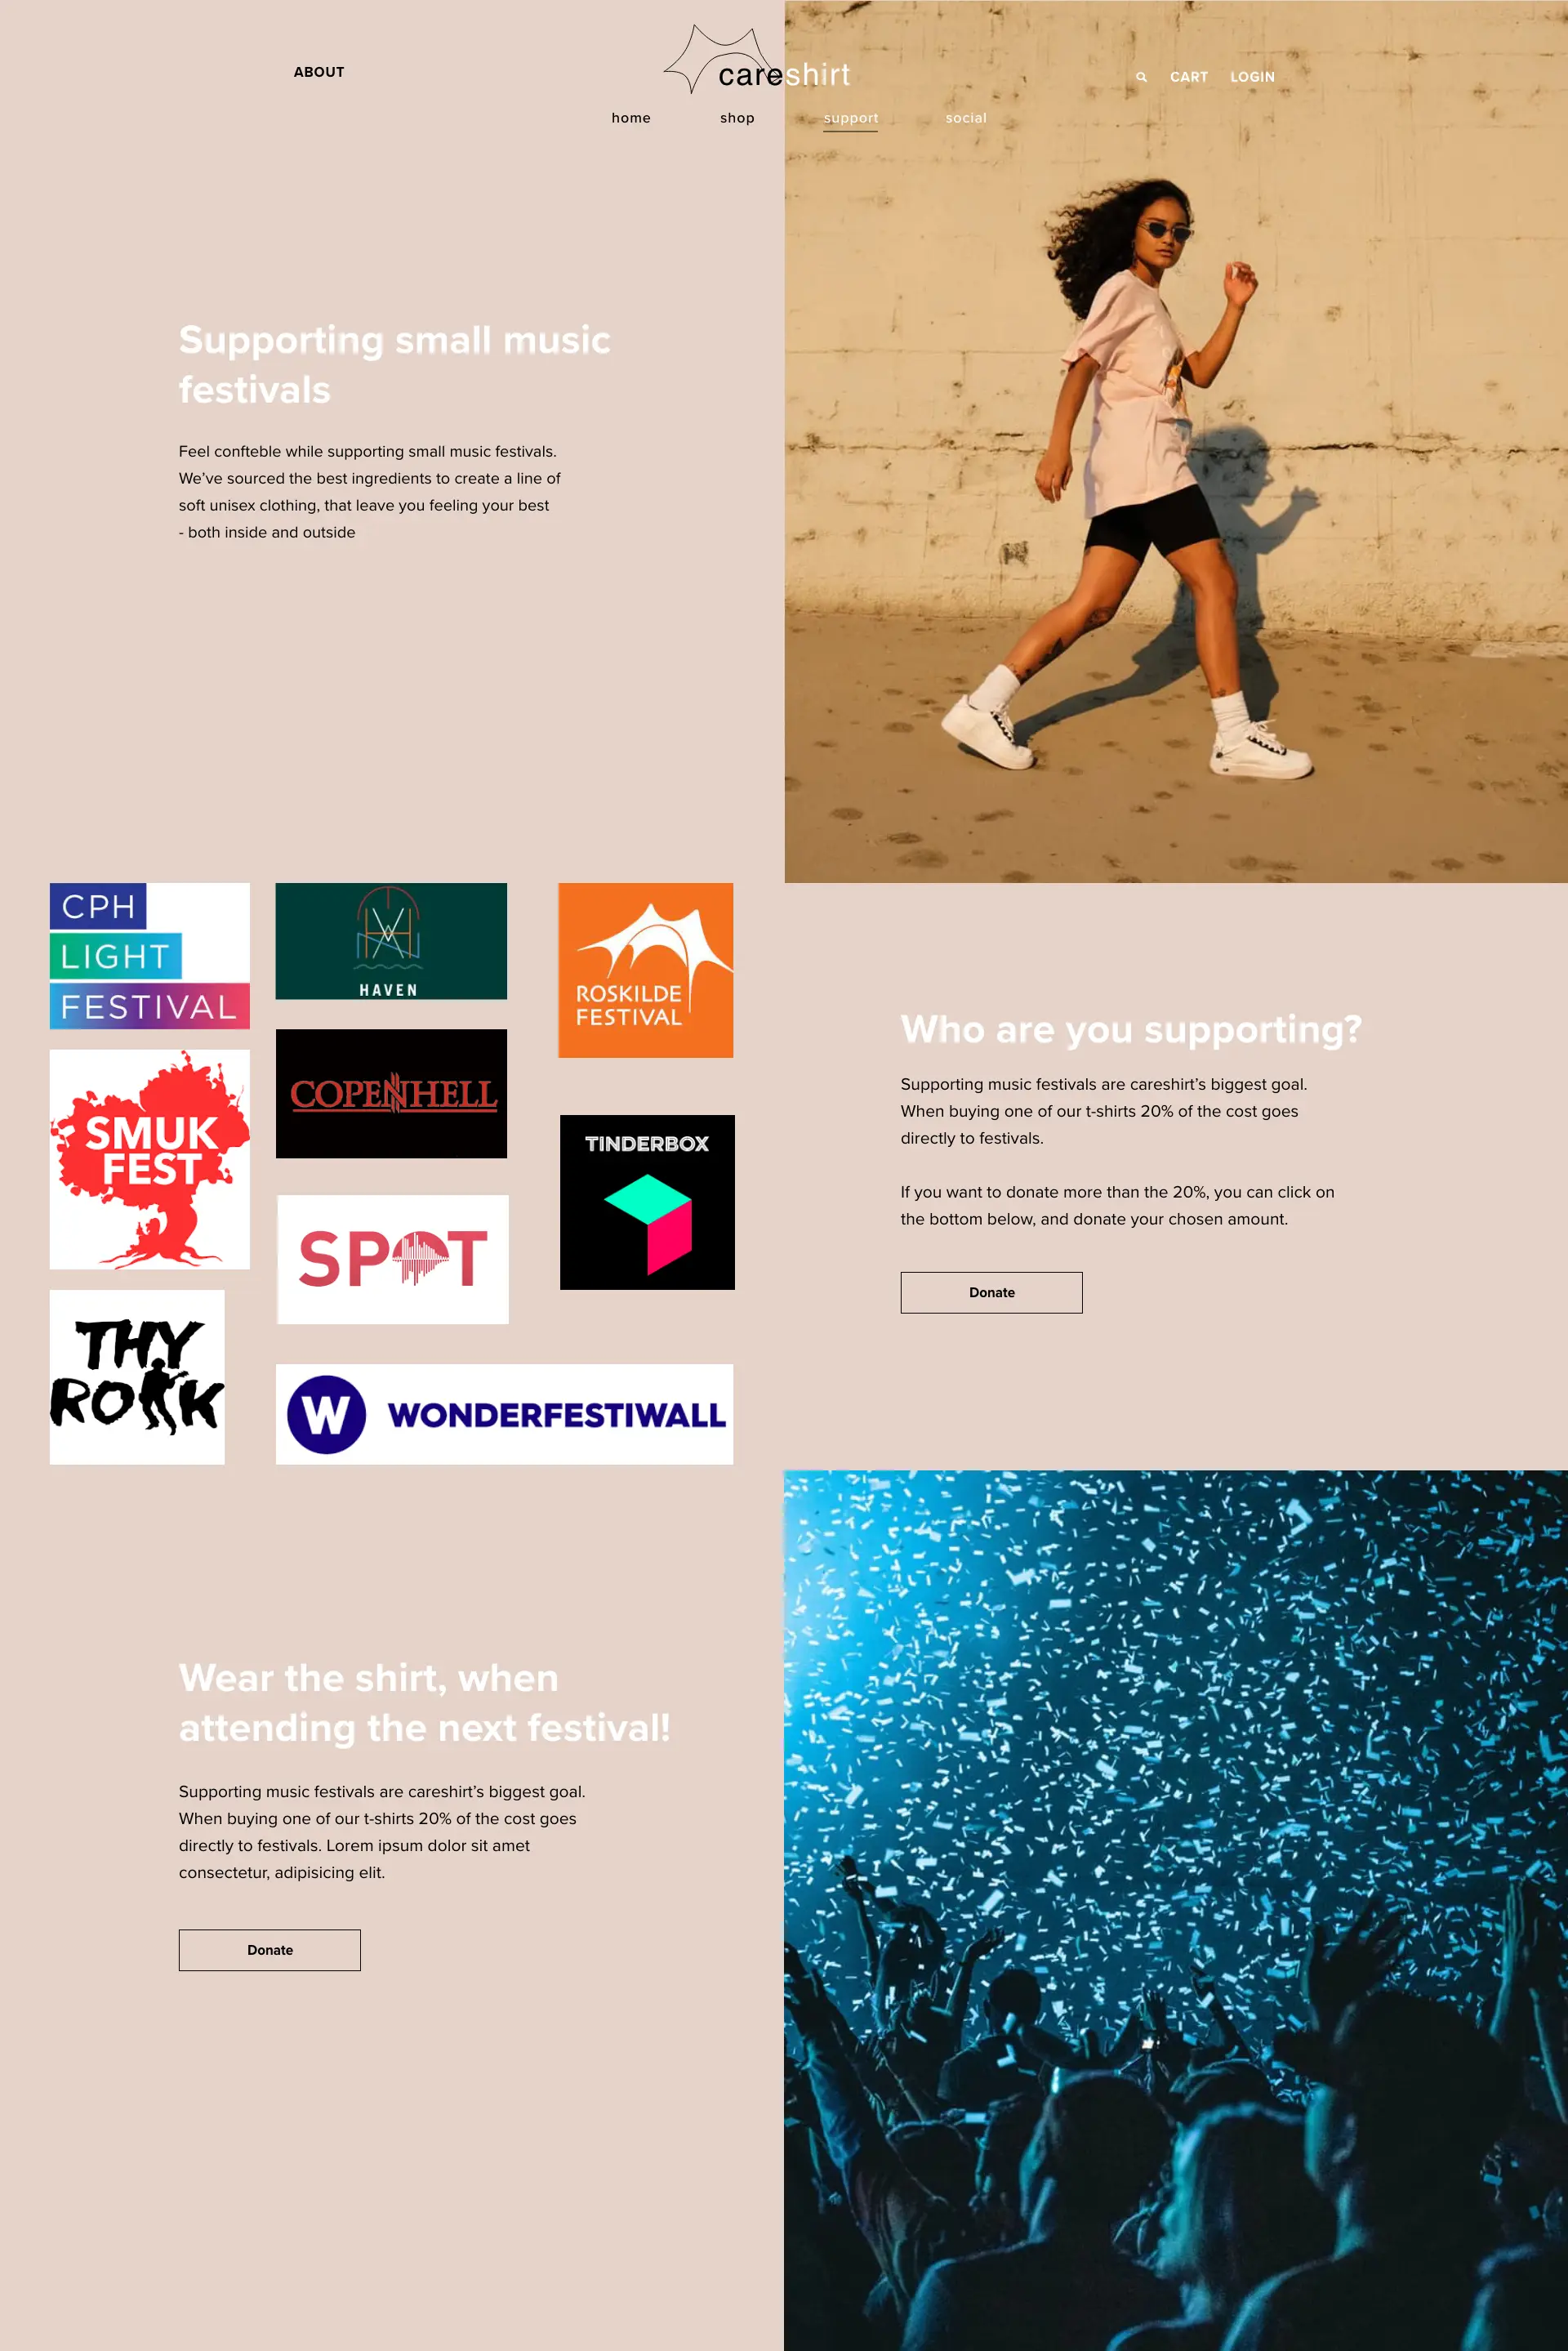 ABOUT
careshirt
CART LOGIN
home shop support social
Supporting small music
festivals
Feel confteble while supporting small music festivals.
We’ve sourced the best ingredients to create a line of
soft unisex clothing, that leave you feeling your best
- both inside and outside
CPH
LIGHT
FESTIVAL
HAVEN
ROSKILDE
FESTIVAL
SMUK
FEST
COPENHELL
TINDERBOX
SPOT
THY
ROCK
W WONDERFESTIWALL
Who are you supporting?
Supporting music festivals are careshirt’s biggest goal.
When buying one of our t-shirts 20% of the cost goes
directly to festivals.
If you want to donate more than the 20%, you can click on
the bottom below, and donate your chosen amount.
Donate
Wear the shirt, when
attending the next festival!
Supporting music festivals are careshirt’s biggest goal.
When buying one of our t-shirts 20% of the cost goes
directly to festivals. Lorem ipsum dolor sit amet
consectetur, adipisicing elit.
Donate